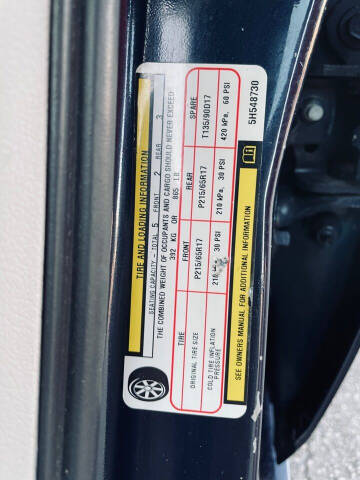 TIRE AND LOADING INFORMATION
SEATING CAPACITY - TOTAL 5 FRONT 2 REAR 3
THE COMBINED WEIGHT OF OCCUPANTS AND CARGO SHOULD NEVER EXCEED
392 KG OR 865 LB
TIRE FRONT REAR SPARE
ORIGINAL TIRE SIZE P215/65R17 P215/65R17 T135/90D17
COLD TIRE INFLATION PRESSURE 210 30 PSI 210 kPa, 30 PSI 420 kPa, 60 PSI
SEE OWNERS MANUAL FOR ADDITIONAL INFORMATION
5H548730